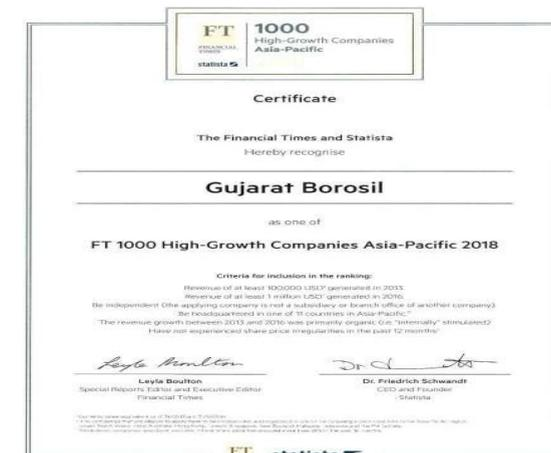 FT
FINANCIAL
TIMES
statista
1000
High-Growth Companies
Asia-Pacific
Certificate
The Financial Times and Statista
Hereby recognise
Gujarat Borosil
as one of
FT 1000 High-Growth Companies Asia-Pacific 2018
Criteria for inclusion in the ranking:
Revenue of at least 100,000 USD¹ generated in 2013.
Revenue of at least 1 million USD¹ generated in 2016.
Be independent (the applying company is not a subsidiary or branch office of another company).
Be headquartered in one of 11 countries in Asia-Pacific.²
The revenue growth between 2013 and 2016 was primarily organic (i.e. "internally" stimulated)
Have not experienced share price irregularities in the past 12 months³
Leyla Boulton
Special Reports Editor and Executive Editor
Financial Times
Dr. Friedrich Schwandt
CEO and Founder
Statista
FT
statista